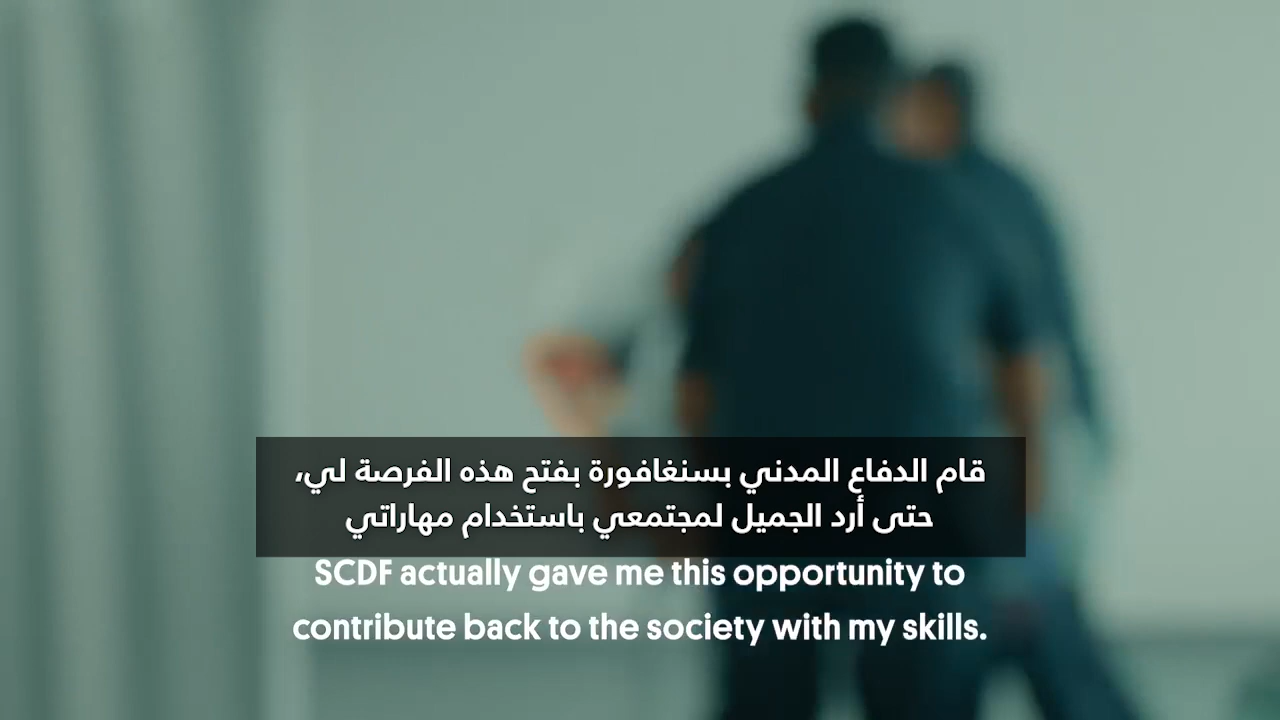 قام الدفاع المدني بسنغافورة بفتح هذه الفرصة لي،
حتى أرد الجميل لمجتمعي باستخدام مهاراتي
SCDF actually gave me this opportunity to
contribute back to the society with my skills.